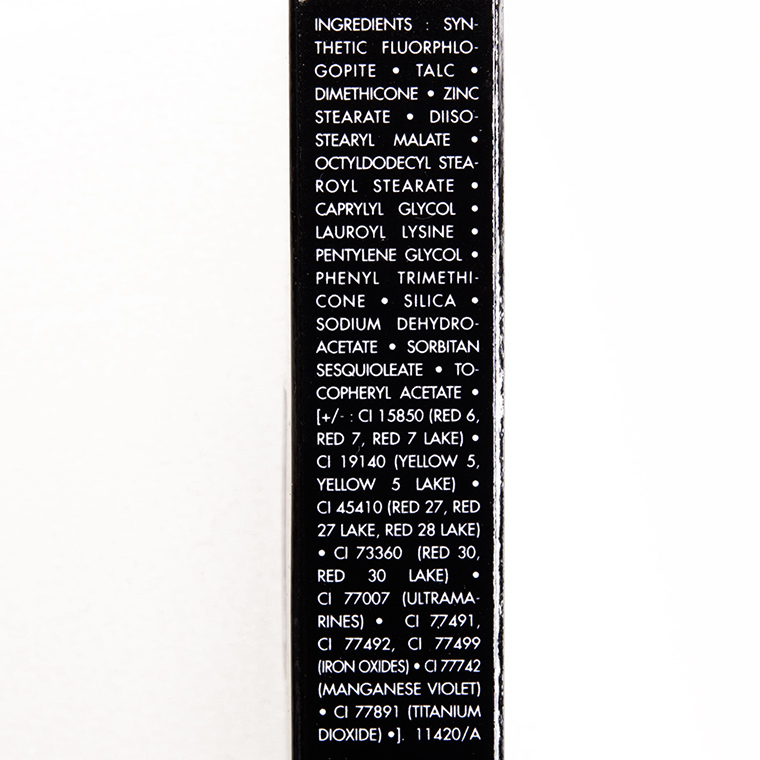 INGREDIENTS : SYN-
THETIC FLUORPHLO-
GOPITE • TALC •
DIMETHICONE • ZINC
STEARATE • DIISO-
STEARYL MALATE •
OCTYLDODECYL STEA-
ROYL STEARATE •
CAPRYLYL GLYCOL •
LAUROYL LYSINE •
PENTYLENE GLYCOL •
PHENYL TRIMETHI-
CONE • SILICA •
SODIUM DEHYDRO-
ACETATE • SORBITAN
SESQUIOLEATE • TO-
COPHERYL ACETATE •
[+/- : CI 15850 (RED 6,
RED 7, RED 7 LAKE) •
CI 19140 (YELLOW 5,
YELLOW 5 LAKE) •
CI 45410 (RED 27, RED
27 LAKE, RED 28 LAKE)
• CI 73360 (RED 30,
RED 30 LAKE) •
CI 77007 (ULTRAMA-
RINES) • CI 77491,
CI 77492, CI 77499
(IRON OXIDES) • CI 77742
(MANGANESE VIOLET)
• CI 77891 (TITANIUM
DIOXIDE) •]. 11420/A